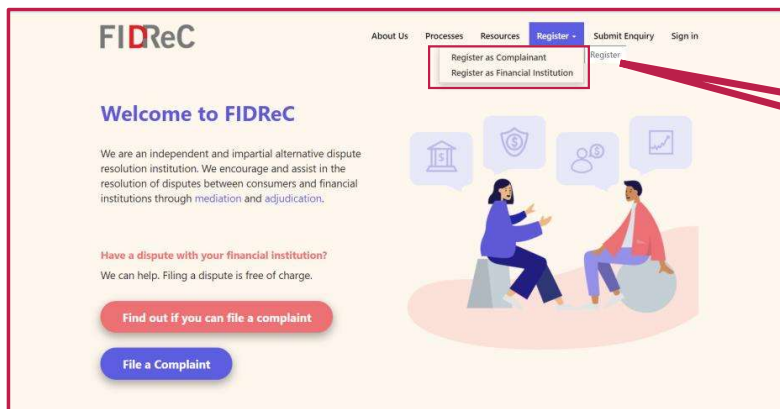 FIDReC
About Us Processes Resources Register Submit Enquiry Sign in
Register as Complainant
Register as Financial Institution
Register
Welcome to FIDReC
We are an independent and impartial alternative dispute
resolution institution. We encourage and assist in the
resolution of disputes between consumers and financial
institutions through mediation and adjudication.
Have a dispute with your financial institution?
We can help. Filing a dispute is free of charge.
Find out if you can file a complaint
File a Complaint